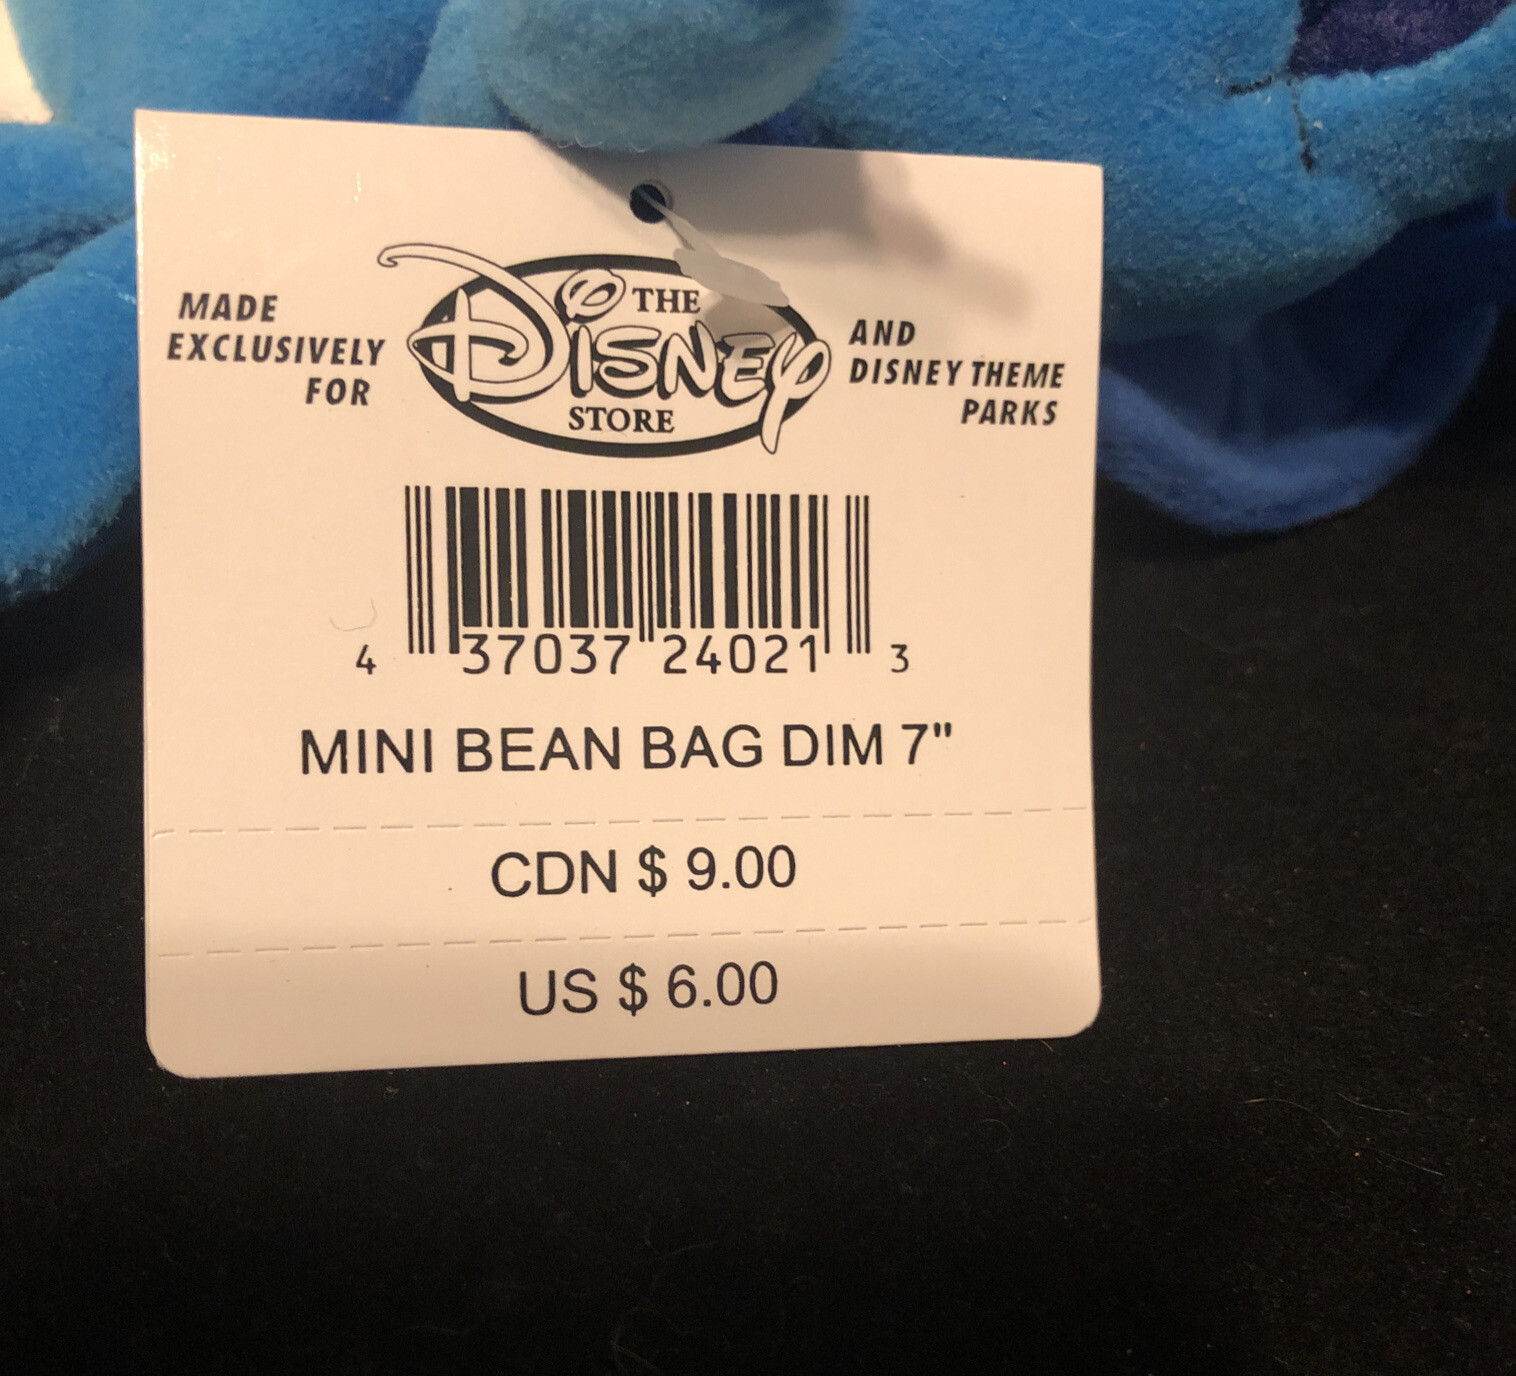 MADE
EXCLUSIVELY
FOR
THE
DISNEY
STORE
AND
DISNEY THEME
PARKS
4 37037 24021 3
MINI BEAN BAG DIM 7"
CDN $ 9.00
US $ 6.00